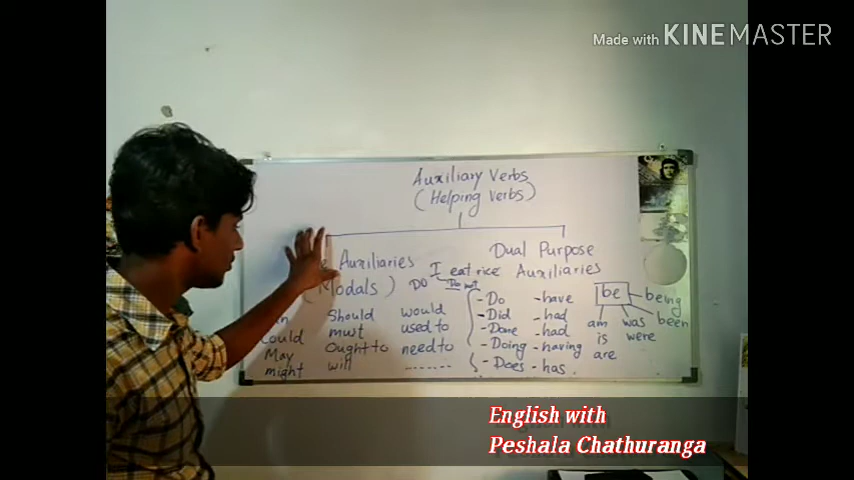 Made with KINEMASTER
Auxiliary Verbs
(Helping verbs)
Auxiliaries
(Modals)
Dual Purpose
Auxiliaries
I eat rice
DO
Do not
Should would
could must used to
May Ought to need to
might will ........
- Do - have
- Did - had
- Done - had
- Doing - having
- Does - has.
be being
am was been
is were
are
English with
Peshala Chathuranga